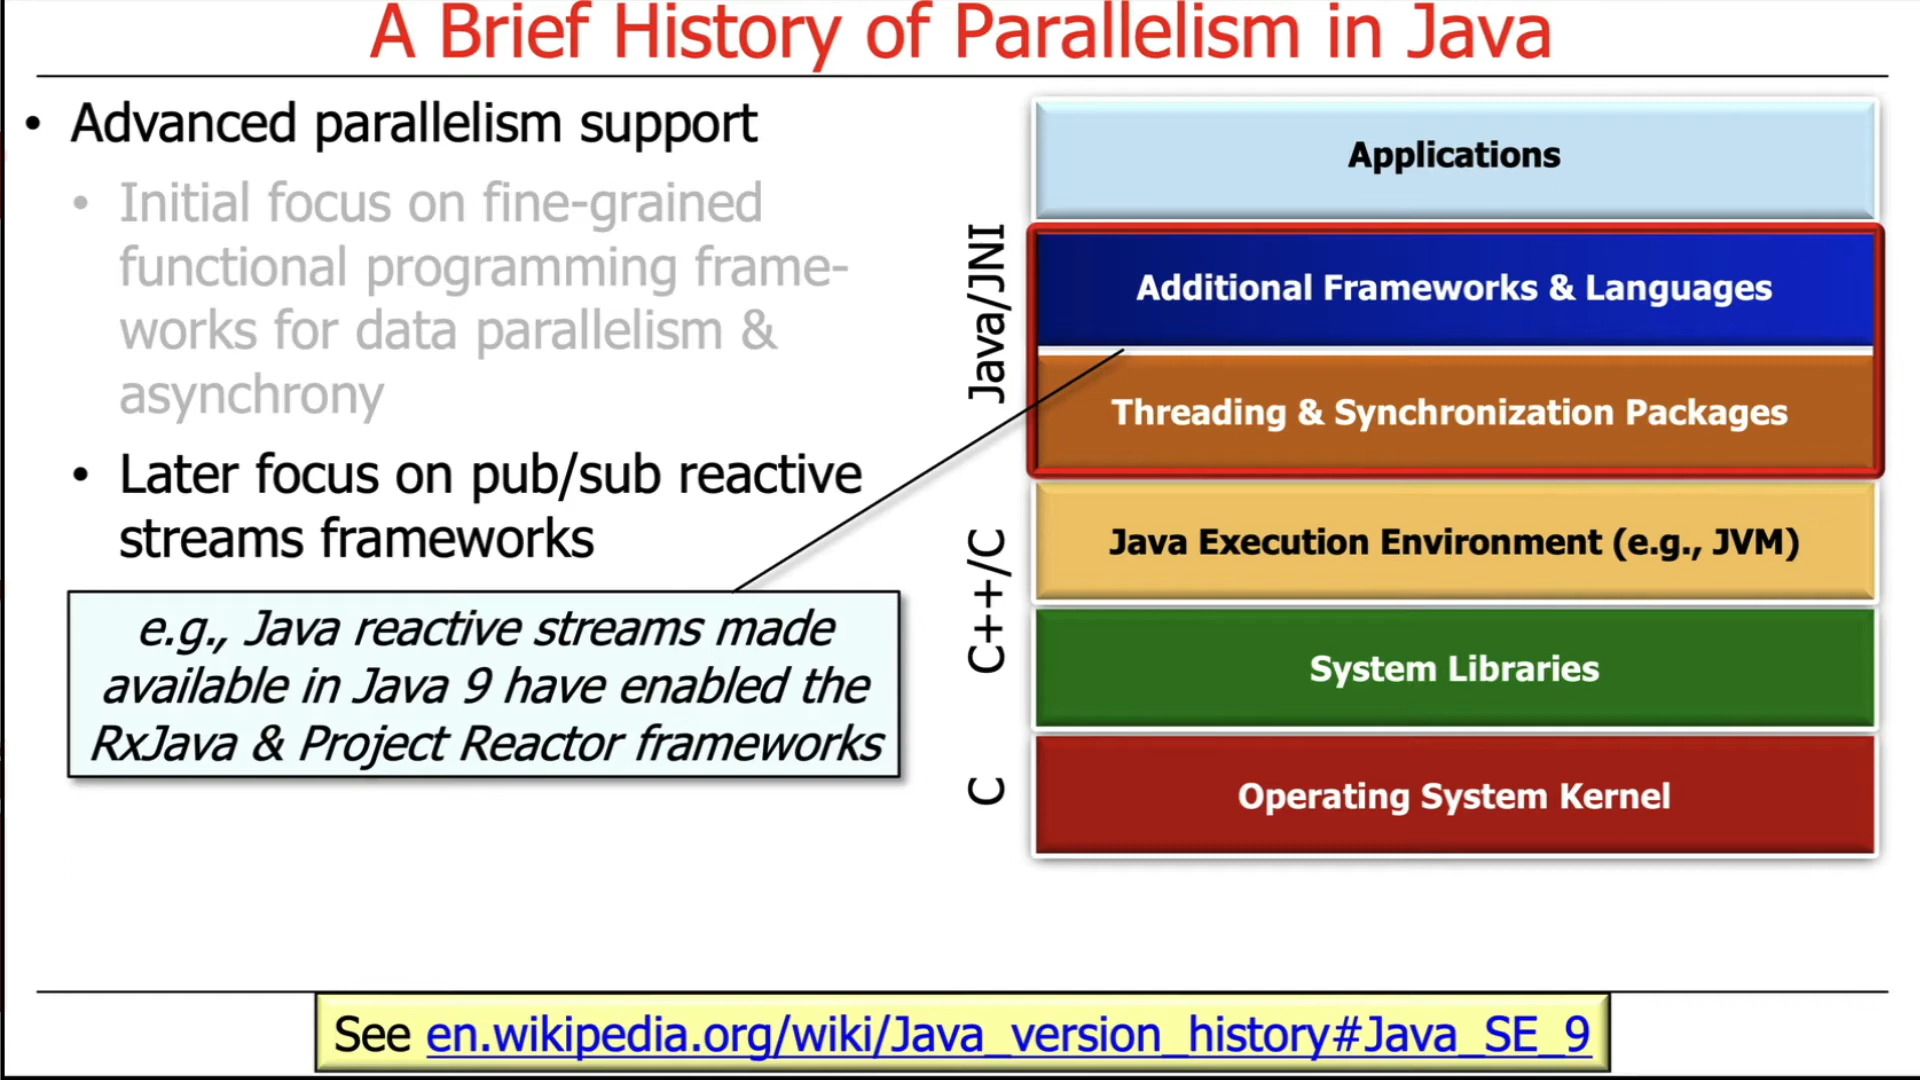 A Brief History of Parallelism in Java
• Advanced parallelism support
• Initial focus on fine-grained
functional programming frame-
works for data parallelism &
asynchrony
• Later focus on pub/sub reactive
streams frameworks
e.g., Java reactive streams made
available in Java 9 have enabled the
RxJava & Project Reactor frameworks
Applications
Java/JNI
Additional Frameworks & Languages
Threading & Synchronization Packages
C++/C
Java Execution Environment (e.g., JVM)
System Libraries
C
Operating System Kernel
See en.wikipedia.org/wiki/Java_version_history#Java_SE_9